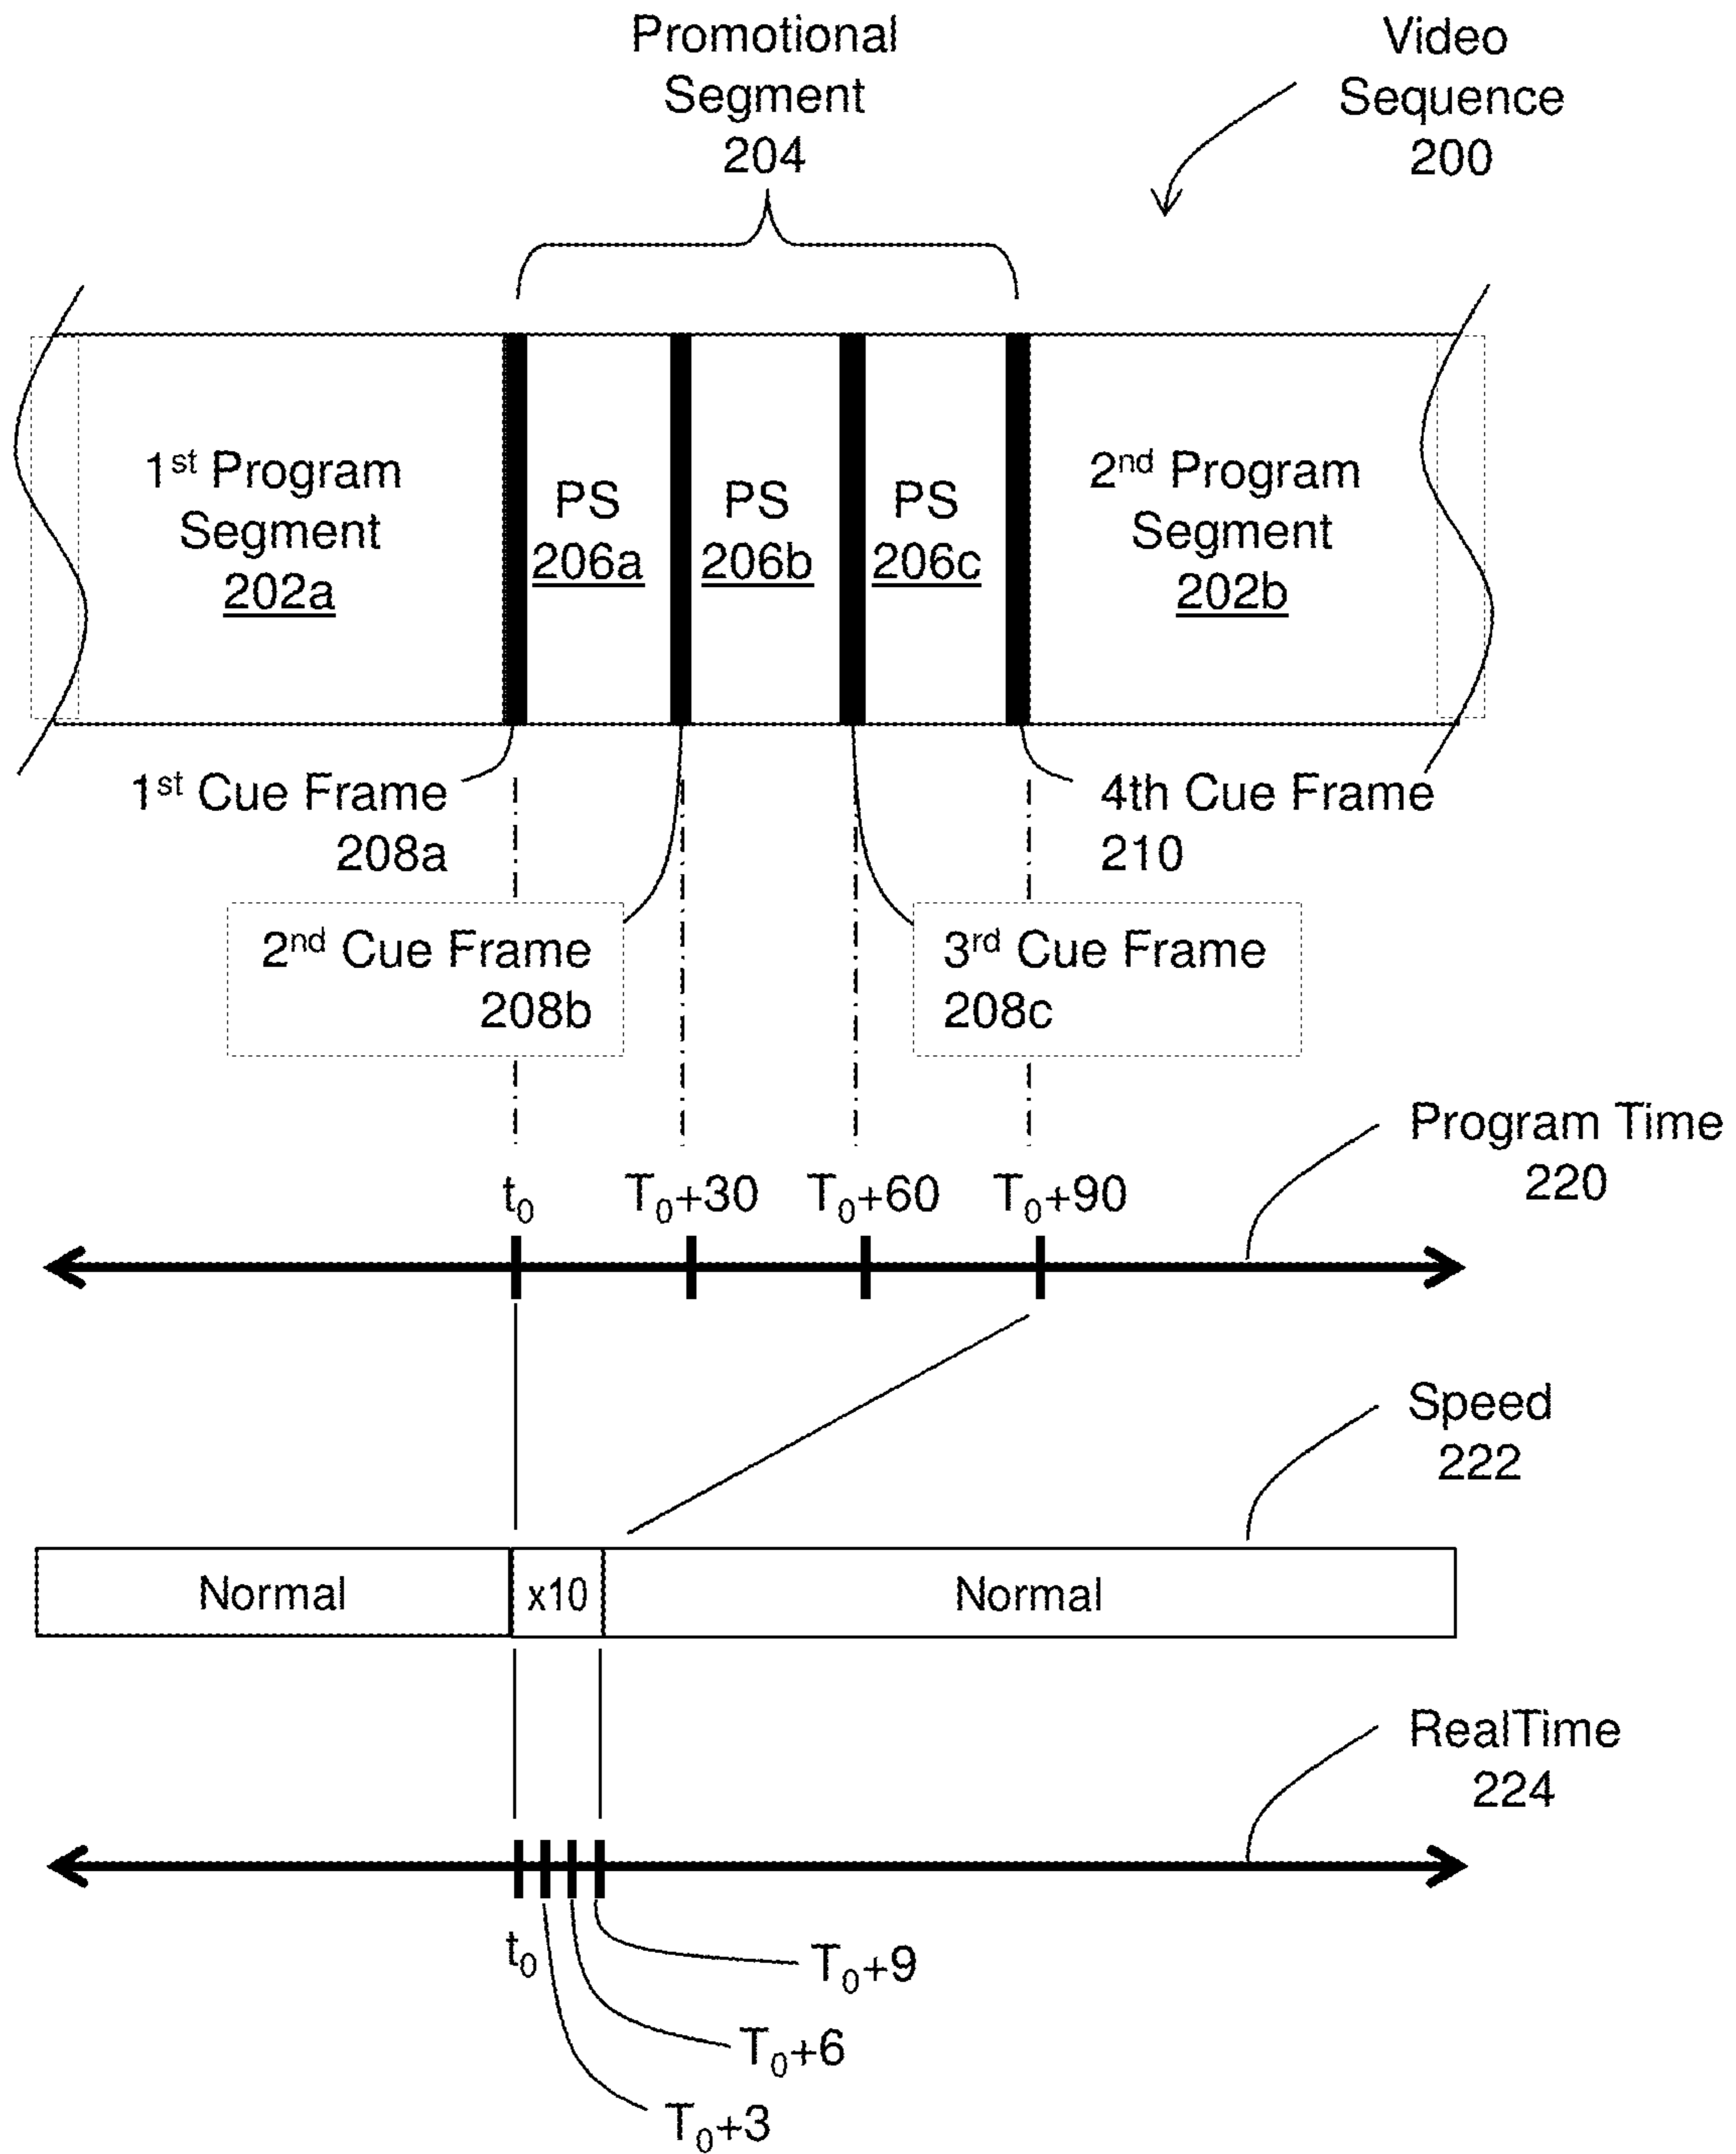 Promotional
Segment
204
Video
Sequence
200
1st Program
Segment
202a
PS
206a
PS
206b
PS
206c
2nd Program
Segment
202b
1st Cue Frame
208a
4th Cue Frame
210
2nd Cue Frame
208b
3rd Cue Frame
208c
Program Time
220
t0 T0+30 T0+60 T0+90
Speed
222
Normal x10 Normal
RealTime
224
t0
T0+9
T0+6
T0+3